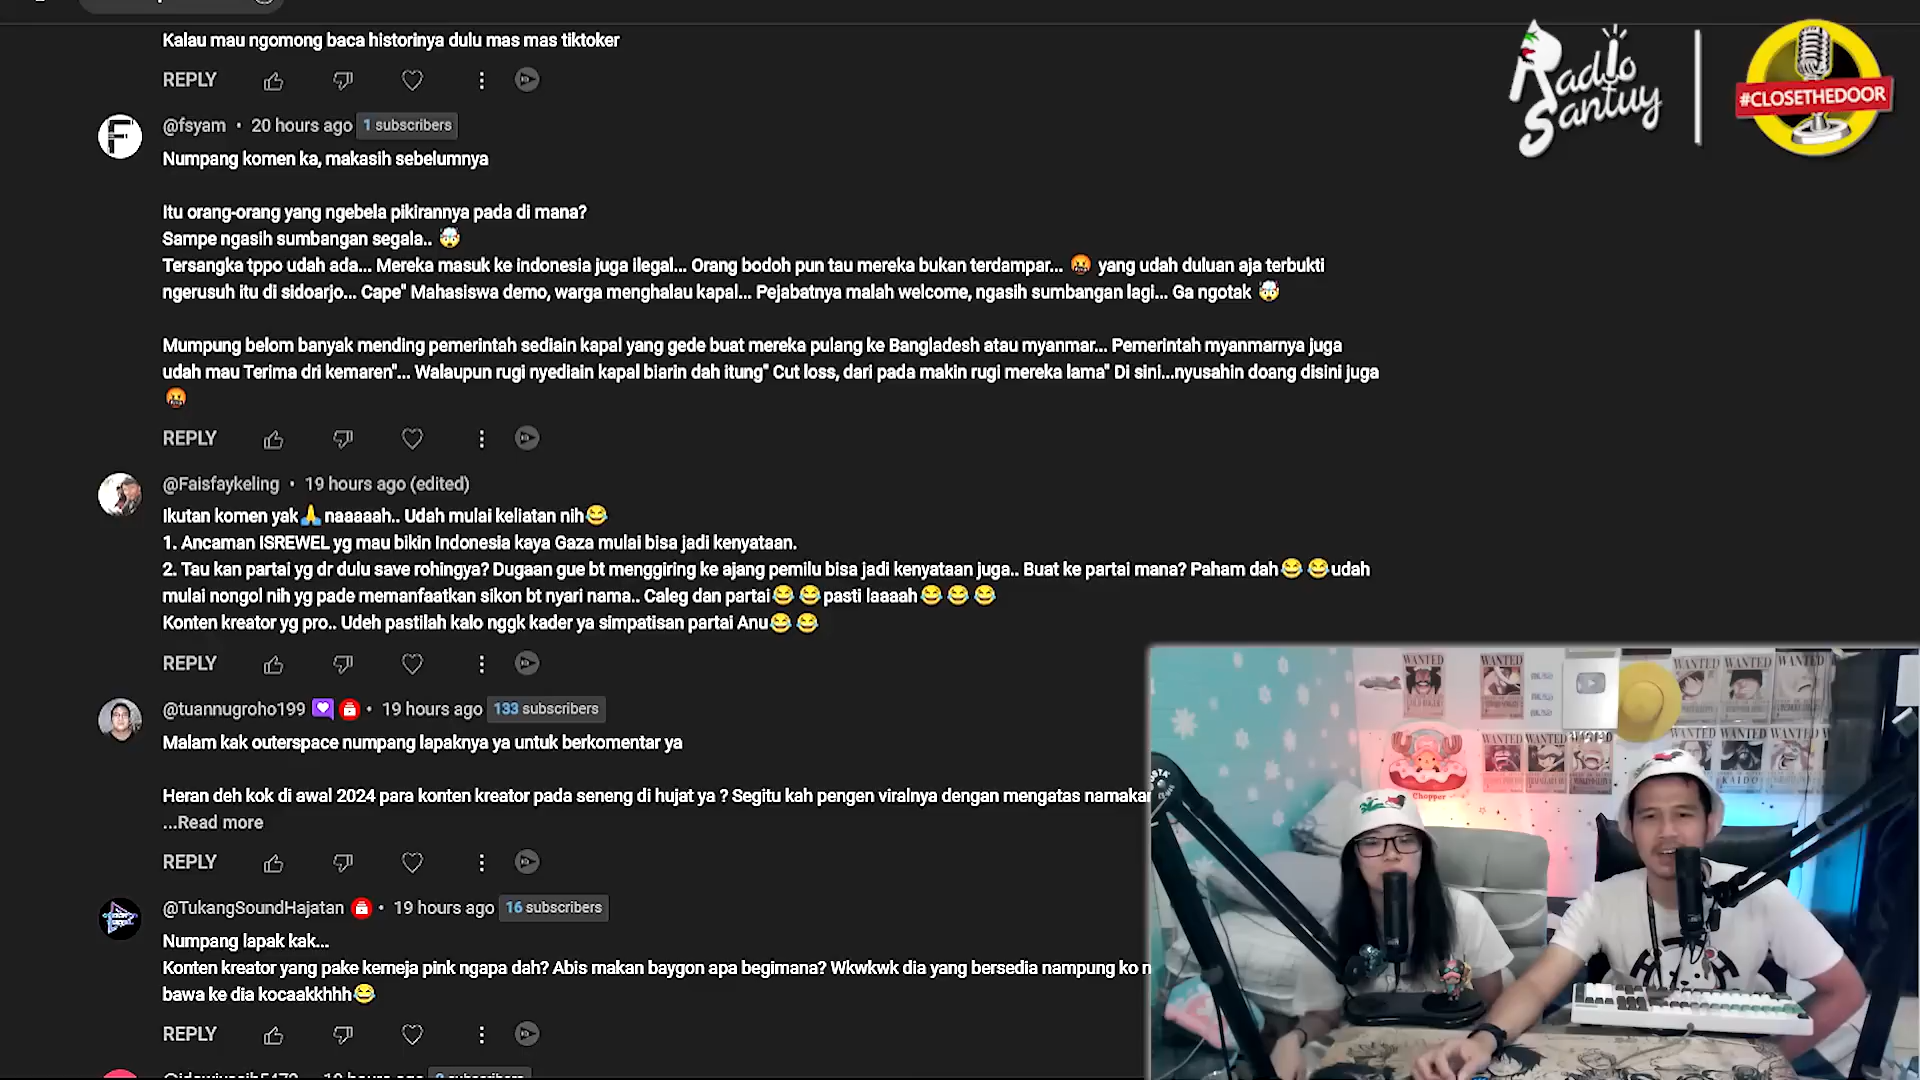 Kalau mau ngomong baca historinya dulu mas mas tiktoker
REPLY
@fsyam • 20 hours ago 1 subscribers
Numpang komen ka, makasih sebelumnya
Itu orang-orang yang ngebela pikirannya pada di mana?
Sampe ngasih sumbangan segala.. 🤯
Tersangka tppo udah ada... Mereka masuk ke indonesia juga ilegal... Orang bodoh pun tau mereka bukan terdampar... 🤬 yang udah duluan aja terbukti
ngerusuh itu di sidoarjo... Cape" Mahasiswa demo, warga menghalau kapal... Pejabatnya malah welcome, ngasih sumbangan lagi... Ga ngotak 🤯
Mumpung belom banyak mending pemerintah sediain kapal yang gede buat mereka pulang ke Bangladesh atau myanmar... Pemerintah myanmarnya juga
udah mau Terima dri kemaren"... Walaupun rugi nyediain kapal biarin dah itung" Cut loss, dari pada makin rugi mereka lama" Di sini...nyusahin doang disini juga
🤬
REPLY
@Faisfaykeling • 19 hours ago (edited)
Ikutan komen yak🙏naaaaah.. Udah mulai keliatan nih😂
1. Ancaman ISREWEL yg mau bikin Indonesia kaya Gaza mulai bisa jadi kenyataan.
2. Tau kan partai yg dr dulu save rohingya? Dugaan gue bt menggiring ke ajang pemilu bisa jadi kenyataan juga.. Buat ke partai mana? Paham dah😂😂udah
mulai nongol nih yg pade memanfaatkan sikon bt nyari nama.. Caleg dan partai😂😂pasti laaaah😂😂😂
Konten kreator yg pro.. Udeh pastilah kalo nggk kader ya simpatisan partai Anu😂😂
REPLY
@tuannugroho199 • 19 hours ago 133 subscribers
Malam kak outerspace numpang lapaknya ya untuk berkomentar ya
Heran deh kok di awal 2024 para konten kreator pada seneng di hujat ya ? Segitu kah pengen viralnya dengan mengatas namakan
...Read more
REPLY
@TukangSoundHajatan • 19 hours ago 16 subscribers
Numpang lapak kak...
Konten kreator yang pake kemeja pink ngapa dah? Abis makan baygon apa begimana? Wkwkwk dia yang bersedia nampung ko n
bawa ke dia kocaakkhhh😂
REPLY
Radio
Santuy
#CLOSETHEDOOR
WANTED
WANTED
WANTED
WANTED
WANTED
WANTED
WANTED
WANTED
WANTED
WANTED
WANTED
KAIDO
Chopper